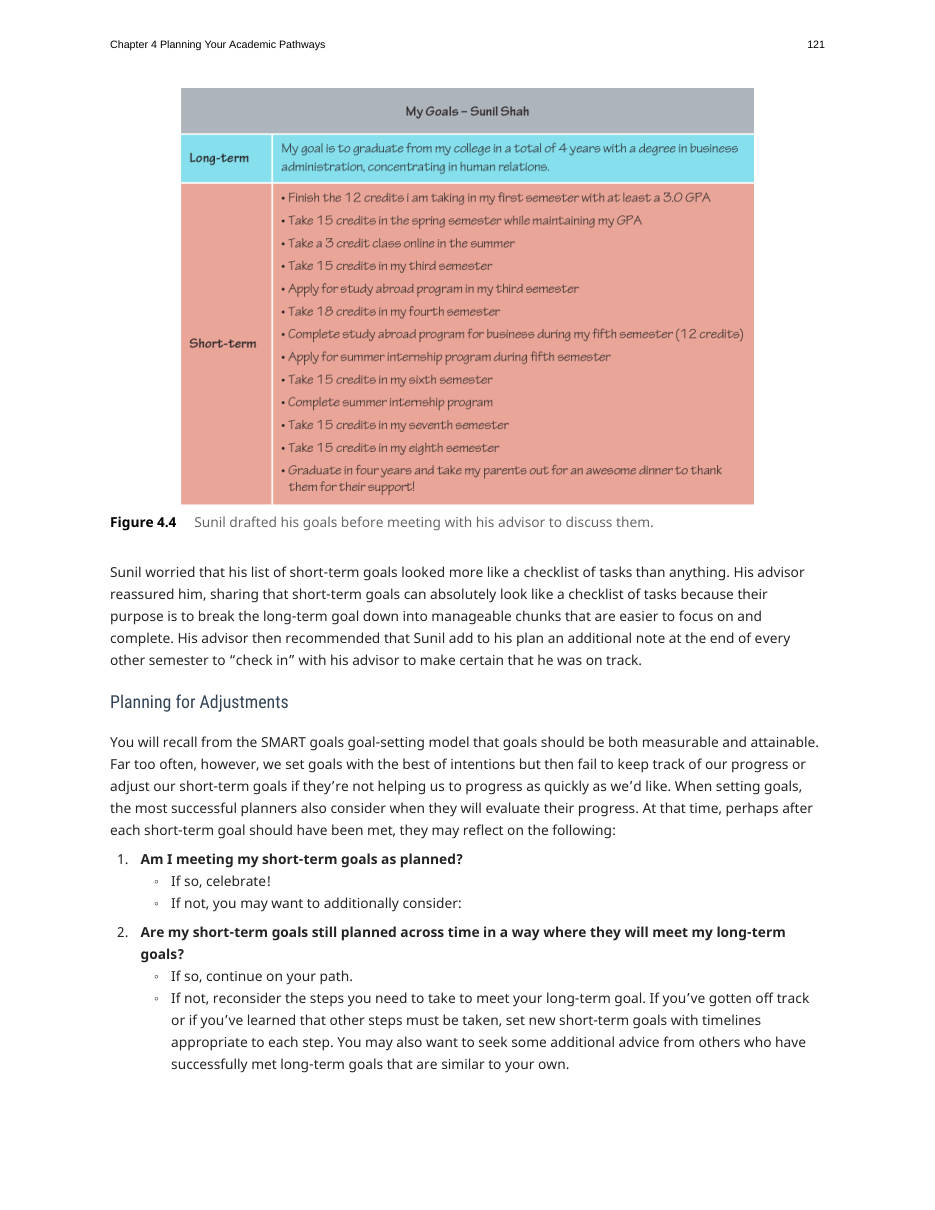 Chapter 4 Planning Your Academic Pathways 121
My Goals – Sunil Shah
Long-term
My goal is to graduate from my college in a total of 4 years with a degree in business
administration, concentrating in human relations.
Short-term
• Finish the 12 credits i am taking in my first semester with at least a 3.0 GPA
• Take 15 credits in the spring semester while maintaining my GPA
• Take a 3 credit class online in the summer
• Take 15 credits in my third semester
• Apply for study abroad program in my third semester
• Take 18 credits in my fourth semester
• Complete study abroad program for business during my fifth semester (12 credits)
• Apply for summer internship program during fifth semester
• Take 15 credits in my sixth semester
• Complete summer internship program
• Take 15 credits in my seventh semester
• Take 15 credits in my eighth semester
• Graduate in four years and take my parents out for an awesome dinner to thank
them for their support!
Figure 4.4 Sunil drafted his goals before meeting with his advisor to discuss them.
Sunil worried that his list of short-term goals looked more like a checklist of tasks than anything. His advisor
reassured him, sharing that short-term goals can absolutely look like a checklist of tasks because their
purpose is to break the long-term goal down into manageable chunks that are easier to focus on and
complete. His advisor then recommended that Sunil add to his plan an additional note at the end of every
other semester to “check in” with his advisor to make certain that he was on track.
Planning for Adjustments
You will recall from the SMART goals goal-setting model that goals should be both measurable and attainable.
Far too often, however, we set goals with the best of intentions but then fail to keep track of our progress or
adjust our short-term goals if they’re not helping us to progress as quickly as we’d like. When setting goals,
the most successful planners also consider when they will evaluate their progress. At that time, perhaps after
each short-term goal should have been met, they may reflect on the following:
1. Am I meeting my short-term goals as planned?
◦ If so, celebrate!
◦ If not, you may want to additionally consider:
2. Are my short-term goals still planned across time in a way where they will meet my long-term
goals?
◦ If so, continue on your path.
◦ If not, reconsider the steps you need to take to meet your long-term goal. If you’ve gotten off track
or if you’ve learned that other steps must be taken, set new short-term goals with timelines
appropriate to each step. You may also want to seek some additional advice from others who have
successfully met long-term goals that are similar to your own.